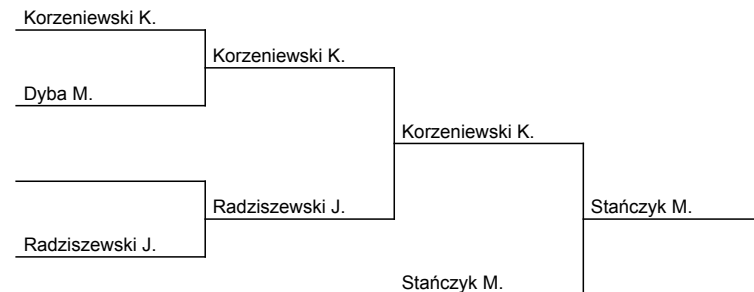 Korzeniewski K.
Korzeniewski K.
Dyba M.
Korzeniewski K.
Radziszewski J.
Stańczyk M.
Radziszewski J.
Stańczyk M.